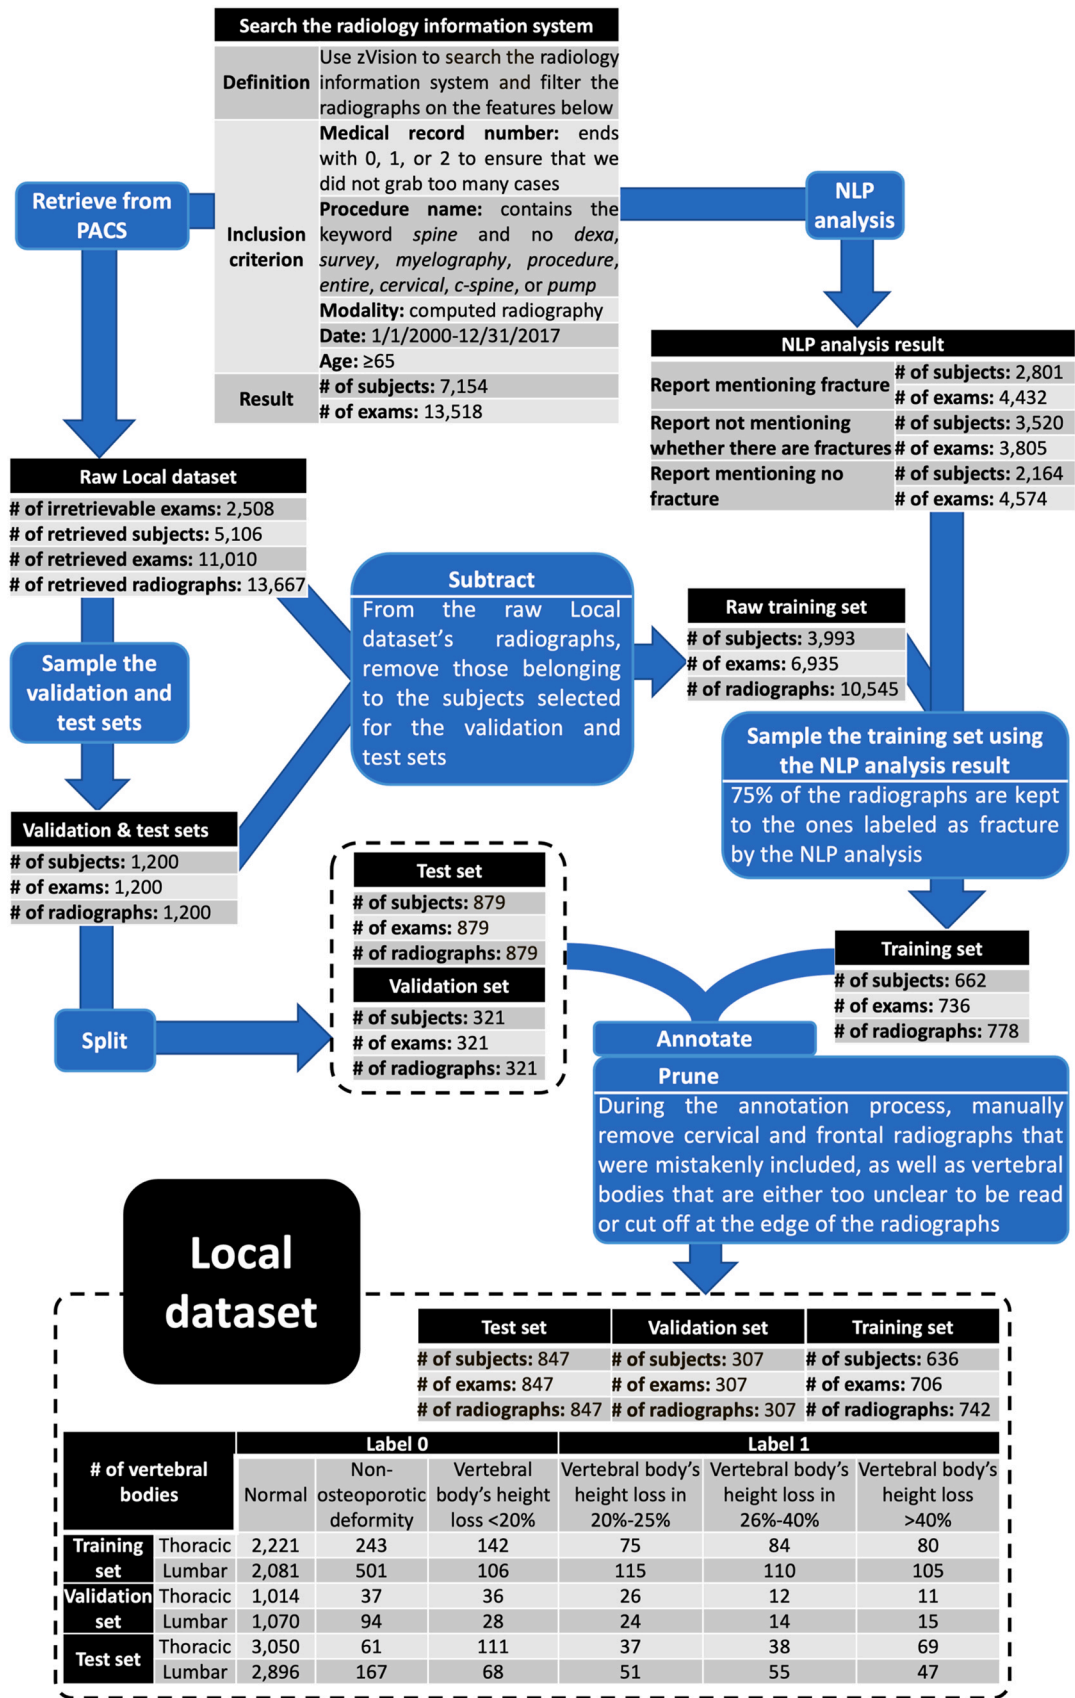 Search the radiology information system
Definition
Use zVision to search the radiology
information system and filter the
radiographs on the features below
Inclusion
criterion
Medical record number: ends
with 0, 1, or 2 to ensure that we
did not grab too many cases
Procedure name: contains the
keyword spine and no dexa,
survey, myelography, procedure,
entire, cervical, c-spine, or pump
Modality: computed radiography
Date: 1/1/2000-12/31/2017
Age: ≥65
Result
# of subjects: 7,154
# of exams: 13,518
Retrieve from
PACS
NLP
analysis
NLP analysis result
Report mentioning fracture
# of subjects: 2,801
# of exams: 4,432
Report not mentioning
whether there are fractures
# of subjects: 3,520
# of exams: 3,805
Report mentioning no
fracture
# of subjects: 2,164
# of exams: 4,574
Raw Local dataset
# of irretrievable exams: 2,508
# of retrieved subjects: 5,106
# of retrieved exams: 11,010
# of retrieved radiographs: 13,667
Sample the
validation and
test sets
Subtract
From the raw Local
dataset's radiographs,
remove those belonging
to the subjects selected
for the validation and
test sets
Raw training set
# of subjects: 3,993
# of exams: 6,935
# of radiographs: 10,545
Sample the training set using
the NLP analysis result
75% of the radiographs are kept
to the ones labeled as fracture
by the NLP analysis
Validation & test sets
# of subjects: 1,200
# of exams: 1,200
# of radiographs: 1,200
Split
Test set
# of subjects: 879
# of exams: 879
# of radiographs: 879
Validation set
# of subjects: 321
# of exams: 321
# of radiographs: 321
Training set
# of subjects: 662
# of exams: 736
# of radiographs: 778
Annotate
Prune
During the annotation process, manually
remove cervical and frontal radiographs that
were mistakenly included, as well as vertebral
bodies that are either too unclear to be read
or cut off at the edge of the radiographs
Local
dataset
Test set Validation set Training set
# of subjects: 847 # of subjects: 307 # of subjects: 636
# of exams: 847 # of exams: 307 # of exams: 706
# of radiographs: 847 # of radiographs: 307 # of radiographs: 742
# of vertebral
bodies
Label 0 Label 1
Normal
Non-
osteoporotic
deformity
Vertebral
body's height
loss <20%
Vertebral body's
height loss in
20%-25%
Vertebral body's
height loss in
26%-40%
Vertebral body's
height loss
>40%
Training
set
Thoracic 2,221 243 142 75 84 80
Lumbar 2,081 501 106 115 110 105
Validation
set
Thoracic 1,014 37 36 26 12 11
Lumbar 1,070 94 28 24 14 15
Test set
Thoracic 3,050 61 111 37 38 69
Lumbar 2,896 167 68 51 55 47